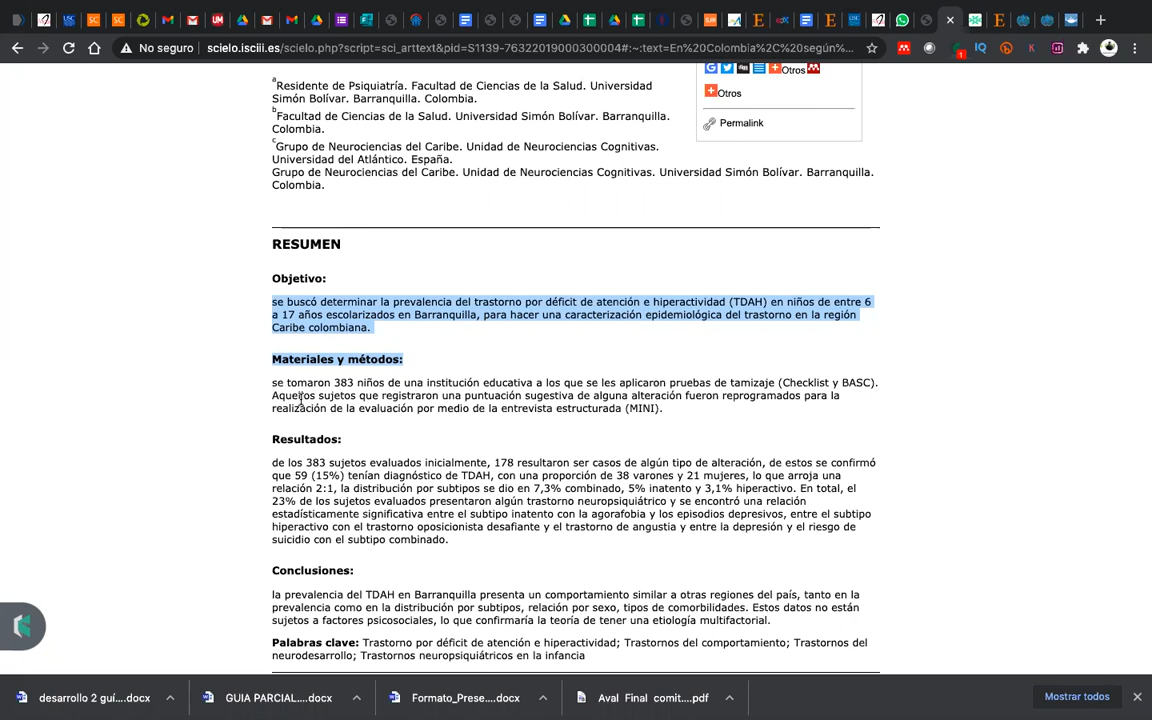 No seguro
scielo.isciii.es/scielo.php?script=sci_arttext&pid=S1139-76322019000300004#:~:text=En%20Colombia%2C%20según%...
Otros
Otros
Permalink
aResidente de Psiquiatría. Facultad de Ciencias de la Salud. Universidad
Simón Bolívar. Barranquilla. Colombia.
bFacultad de Ciencias de la Salud. Universidad Simón Bolívar. Barranquilla.
Colombia.
cGrupo de Neurociencias del Caribe. Unidad de Neurociencias Cognitivas.
Universidad del Atlántico. España.
Grupo de Neurociencias del Caribe. Unidad de Neurociencias Cognitivas. Universidad Simón Bolívar. Barranquilla.
Colombia.
RESUMEN
Objetivo:
se buscó determinar la prevalencia del trastorno por déficit de atención e hiperactividad (TDAH) en niños de entre 6
a 17 años escolarizados en Barranquilla, para hacer una caracterización epidemiológica del trastorno en la región
Caribe colombiana.
Materiales y métodos:
se tomaron 383 niños de una institución educativa a los que se les aplicaron pruebas de tamizaje (Checklist y BASC).
Aquellos sujetos que registraron una puntuación sugestiva de alguna alteración fueron reprogramados para la
realización de la evaluación por medio de la entrevista estructurada (MINI).
Resultados:
de los 383 sujetos evaluados inicialmente, 178 resultaron ser casos de algún tipo de alteración, de estos se confirmó
que 59 (15%) tenían diagnóstico de TDAH, con una proporción de 38 varones y 21 mujeres, lo que arroja una
relación 2:1, la distribución por subtipos se dio en 7,3% combinado, 5% inatento y 3,1% hiperactivo. En total, el
23% de los sujetos evaluados presentaron algún trastorno neuropsiquiátrico y se encontró una relación
estadísticamente significativa entre el subtipo inatento con la agorafobia y los episodios depresivos, entre el subtipo
hiperactivo con el trastorno oposicionista desafiante y el trastorno de angustia y entre la depresión y el riesgo de
suicidio con el subtipo combinado.
Conclusiones:
la prevalencia del TDAH en Barranquilla presenta un comportamiento similar a otras regiones del país, tanto en la
prevalencia como en la distribución por subtipos, relación por sexo, tipos de comorbilidades. Estos datos no están
sujetos a factores psicosociales, lo que confirmaría la teoría de tener una etiología multifactorial.
Palabras clave: Trastorno por déficit de atención e hiperactividad; Trastornos del comportamiento; Trastornos del
neurodesarrollo; Trastornos neuropsiquiátricos en la infancia
desarrollo 2 guí....docx
GUIA PARCIAL....docx
Formato_Prese....docx
Aval Final comit....pdf
Mostrar todos